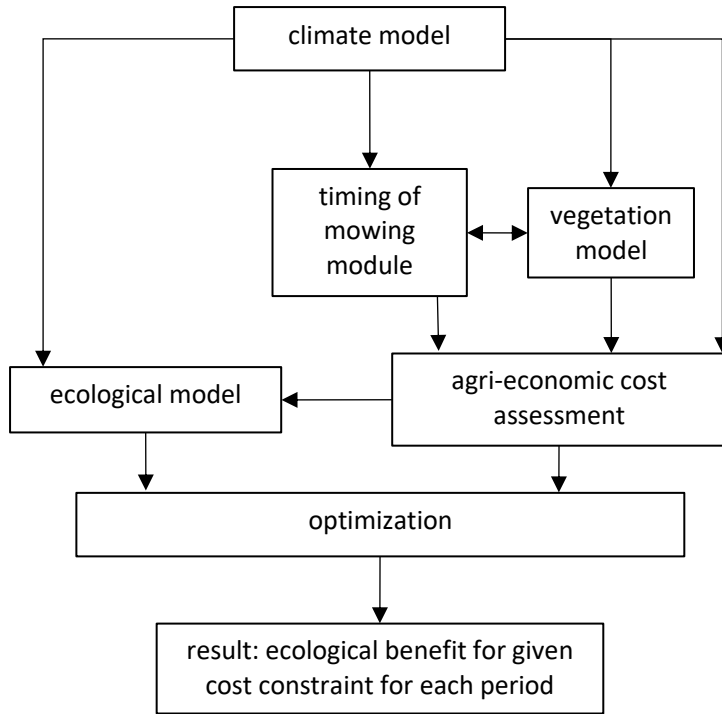 climate model
timing of
mowing
module
vegetation
model
ecological model
agri-economic cost
assessment
optimization
result: ecological benefit for given
cost constraint for each period